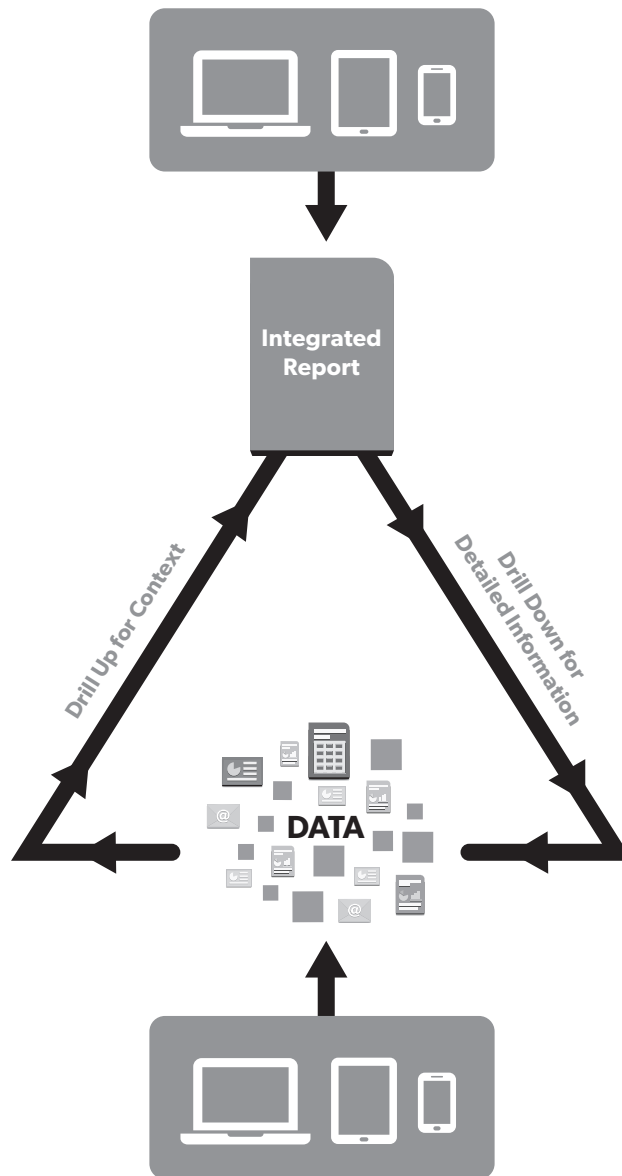 Integrated
Report
Drill Up for Context
Drill Down for
Detailed Information
DATA
@
@